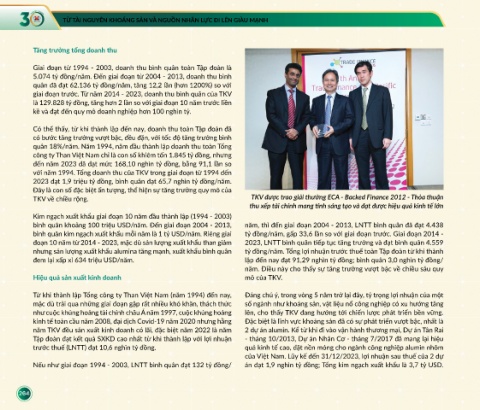 30
TỪ TÀI NGUYÊN KHOÁNG SẢN VÀ NGUỒN NHÂN LỰC ĐI LÊN GIÀU MẠNH
Tăng trưởng tổng doanh thu
Giai đoạn từ 1994 - 2003, doanh thu bình quân toàn Tập đoàn là
5.074 tỷ đồng/năm. Đến giai đoạn từ 2004 - 2013, doanh thu bình
quân đã đạt 62.136 tỷ đồng/năm, tăng 12,2 lần (hơn 1200%) so với
giai đoạn trước. Từ năm 2014 - 2023, doanh thu bình quân của TKV
là 129.828 tỷ đồng, tăng hơn 2 lần so với giai đoạn 10 năm trước liền
kề và đạt đến quy mô doanh nghiệp hơn 100 nghìn tỷ.
Có thể thấy, từ khi thành lập đến nay, doanh thu toàn Tập đoàn đã
có bước tăng trưởng vượt bậc, đều đặn, với tốc độ tăng trưởng bình
quân 18%/năm. Năm 1994, năm đầu thành lập doanh thu toàn Tổng
công ty Than Việt Nam chỉ là con số khiêm tốn 1.845 tỷ đồng, nhưng
đến năm 2023 đã đạt mức 168,10 nghìn tỷ đồng, bằng 91,1 lần so
với năm 1994. Tổng doanh thu của TKV trong giai đoạn từ 1994 đến
2023 đạt 1,9 triệu tỷ đồng, bình quân đạt 65,7 nghìn tỷ đồng/năm.
Đây là con số đặc biệt ấn tượng, thể hiện sự tăng trưởng quy mô của
TKV về chiều rộng.
Kim ngạch xuất khẩu giai đoạn 10 năm đầu thành lập (1994 - 2003)
bình quân khoảng 100 triệu USD/năm. Đến giai đoạn 2004 - 2013,
bình quân kim ngạch xuất khẩu mỗi năm là 1 tỷ USD/năm. Riêng giai
đoạn 10 năm từ 2014 - 2023, mặc dù sản lượng xuất khẩu than giảm
nhưng sản lượng xuất khẩu alumina tăng mạnh, xuất khẩu bình quân
đem lại xấp xỉ 634 triệu USD/năm.
Hiệu quả sản xuất kinh doanh
Từ khi thành lập Tổng công ty Than Việt Nam (năm 1994) đến nay,
mặc dù trải qua những giai đoạn gặp rất nhiều khó khăn, thách thức
như cuộc khủng hoảng tài chính châu Á năm 1997, cuộc khủng hoảng
kinh tế toàn cầu năm 2008, đại dịch Covid-19 năm 2020 nhưng hằng
năm TKV đều sản xuất kinh doanh có lãi, đặc biệt năm 2022 là năm
Tập đoàn đạt kết quả SXKD cao nhất từ khi thành lập với lợi nhuận
trước thuế (LNTT) đạt 10,6 nghìn tỷ đồng.
Nếu như giai đoạn 1994 - 2003, LNTT bình quân đạt 132 tỷ đồng/
TKV được trao giải thưởng ECA - Backed Finance 2012 - Thỏa thuận
thu xếp tài chính mang tính sáng tạo và đạt được hiệu quả kinh tế lớn
năm, thì đến giai đoạn 2004 - 2013, LNTT bình quân đã đạt 4.438
tỷ đồng/năm, gấp 33,6 lần so với giai đoạn trước. Giai đoạn 2014 -
2023, LNTT bình quân tiếp tục tăng trưởng và đạt bình quân 4.559
tỷ đồng/năm. Tổng lợi nhuận trước thuế toàn Tập đoàn từ khi thành
lập đến nay đạt 91,29 nghìn tỷ đồng; bình quân 3,0 nghìn tỷ đồng/
năm. Điều này cho thấy sự tăng trưởng vượt bậc về chiều sâu quy
mô của TKV.
Đáng chú ý, trong vòng 5 năm trở lại đây, tỷ trọng lợi nhuận của một
số ngành như khoáng sản, vật liệu nổ công nghiệp có xu hướng tăng
lên, cho thấy TKV đang hướng tới chiến lược phát triển bền vững.
Đặc biệt là lĩnh vực khoáng sản đã có sự phát triển vượt bậc, nhất là
2 dự án alumin. Kể từ khi đi vào vận hành thương mại, Dự án Tân Rai
- tháng 10/2013, Dự án Nhân Cơ - tháng 7/2017 đã mang lại hiệu
quả kinh tế cao, đặt nền móng cho ngành công nghiệp alumin nhôm
của Việt Nam. Lũy kế đến 31/12/2023, lợi nhuận sau thuế của 2 dự
án đạt 1,9 nghìn tỷ đồng; Tổng kim ngạch xuất khẩu là 3,7 tỷ USD.
264